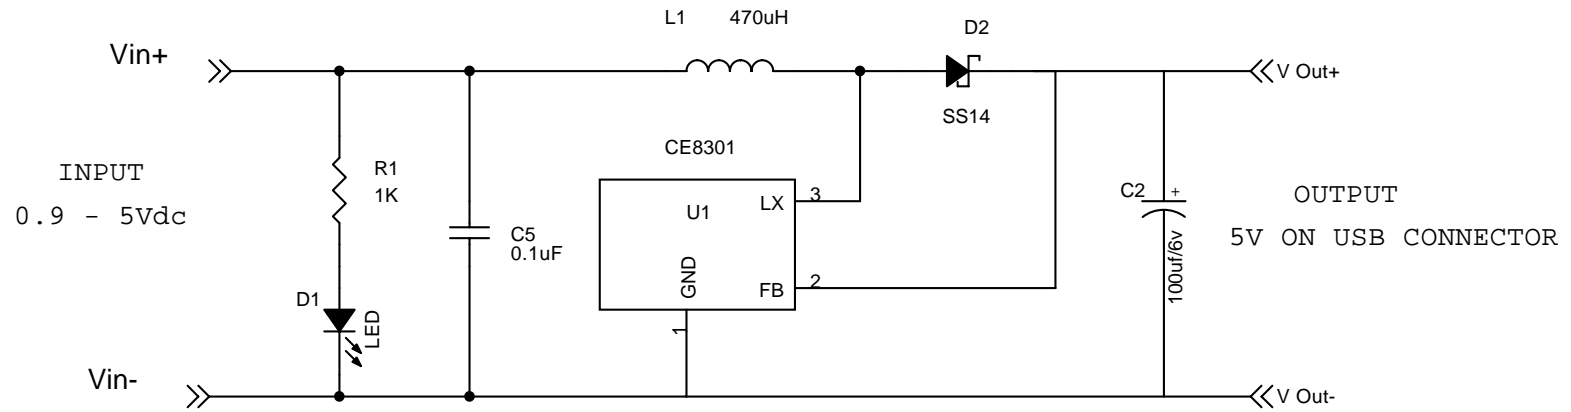 L1 470uH
D2
Vin+
V Out+
SS14
CE8301
INPUT
0.9 - 5Vdc
R1
1K
LX 3
U1
C2 +
OUTPUT
5V ON USB CONNECTOR
C5
0.1uF
100uf/6v
GND
FB 2
D1
LED
1
Vin-
V Out-